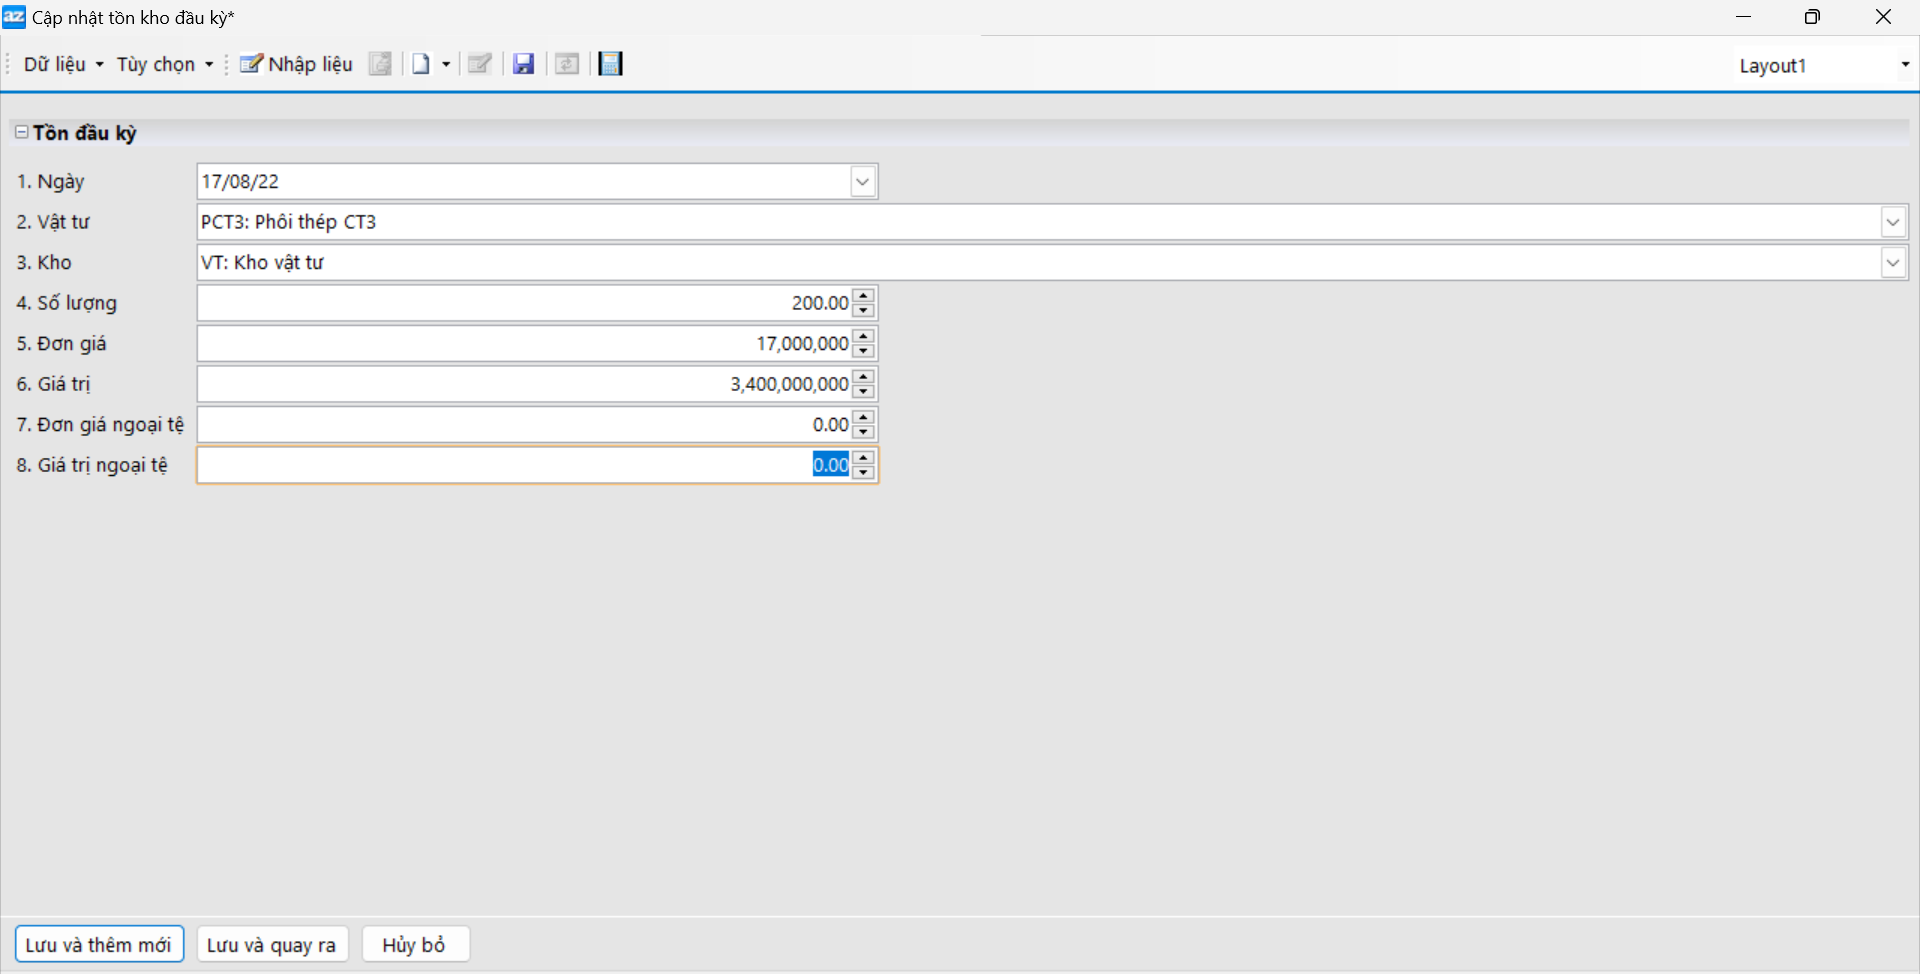 az Cập nhật tồn kho đầu kỳ*
Dữ liệu Tùy chọn Nhập liệu Layout1
Tồn đầu kỳ
1. Ngày 17/08/22
2. Vật tư PCT3: Phôi thép CT3
3. Kho VT: Kho vật tư
4. Số lượng 200.00
5. Đơn giá 17,000,000
6. Giá trị 3,400,000,000
7. Đơn giá ngoại tệ 0.00
8. Giá trị ngoại tệ 0.00
Lưu và thêm mới Lưu và quay ra Hủy bỏ